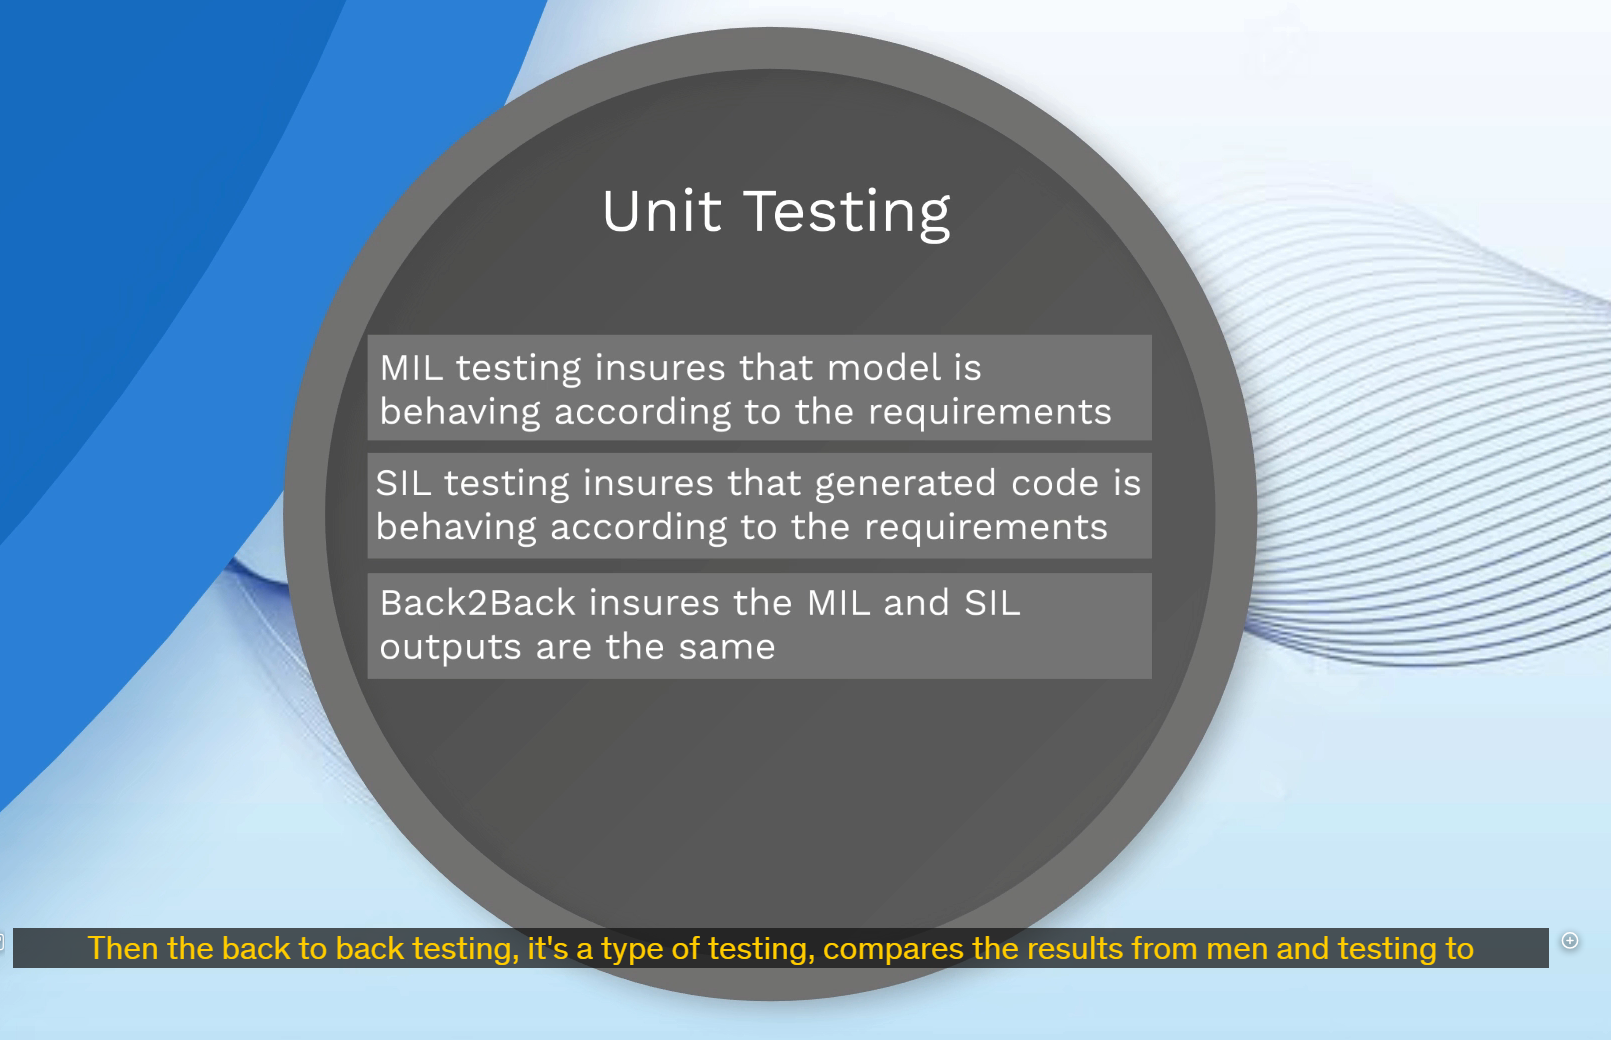 Unit Testing
MIL testing insures that model is
behaving according to the requirements
SIL testing insures that generated code is
behaving according to the requirements
Back2Back insures the MIL and SIL
outputs are the same
Then the back to back testing, it's a type of testing, compares the results from men and testing to